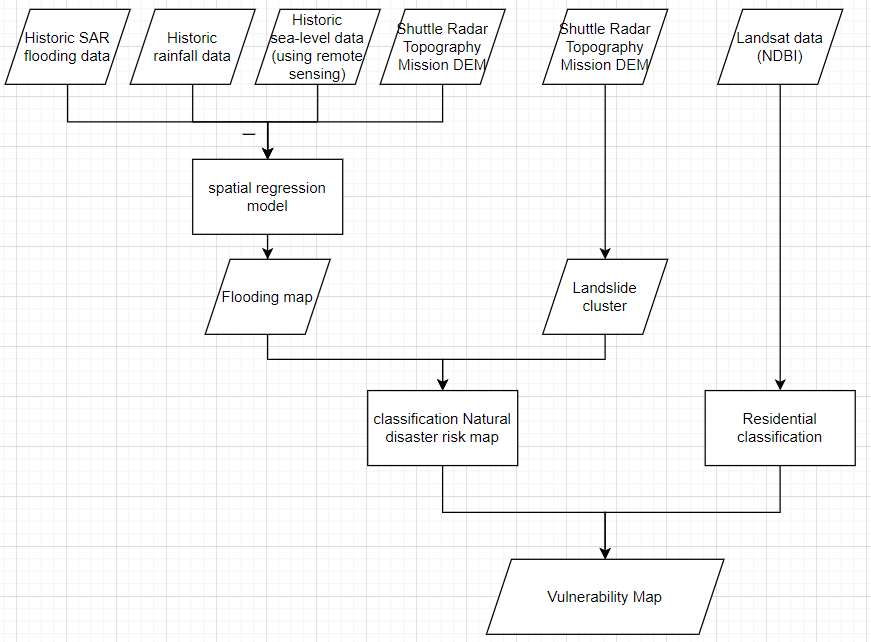 Historic SAR
flooding data
Historic
rainfall data
Historic
sea-level data
(using remote
sensing)
Shuttle Radar
Topography
Mission DEM
Shuttle Radar
Topography
Mission DEM
Landsat data
(NDBI)
spatial regression
model
Flooding map
Landslide
cluster
classification Natural
disaster risk map
Residential
classification
Vulnerability Map